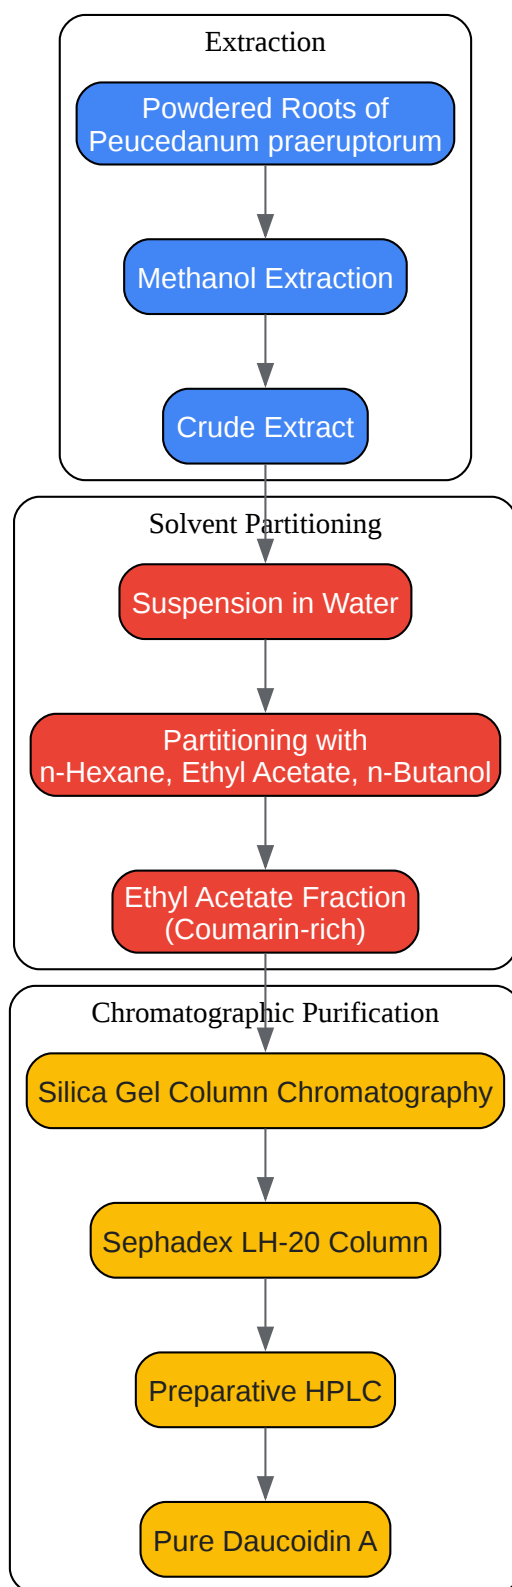 Extraction
Powdered Roots of
Peucedanum praeruptorum
Methanol Extraction
Crude Extract
Solvent Partitioning
Suspension in Water
Partitioning with
n-Hexane, Ethyl Acetate, n-Butanol
Ethyl Acetate Fraction
(Coumarin-rich)
Chromatographic Purification
Silica Gel Column Chromatography
Sephadex LH-20 Column
Preparative HPLC
Pure Daucoidin A